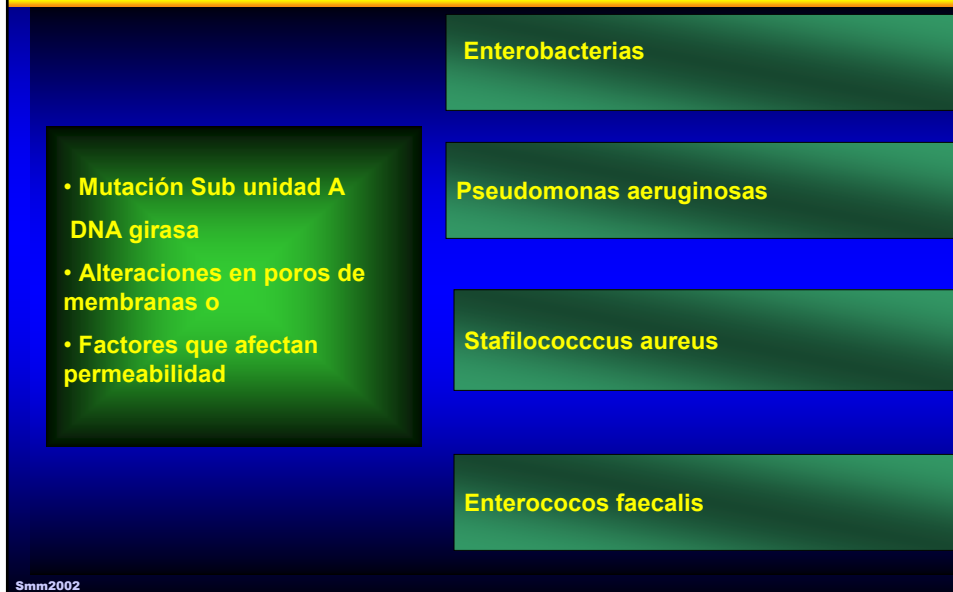 Enterobacterias
• Mutación Sub unidad A
DNA girasa
• Alteraciones en poros de
membranas o
• Factores que afectan
permeabilidad
Pseudomonas aeruginosas
Stafilococccus aureus
Enterococos faecalis
Smm2002